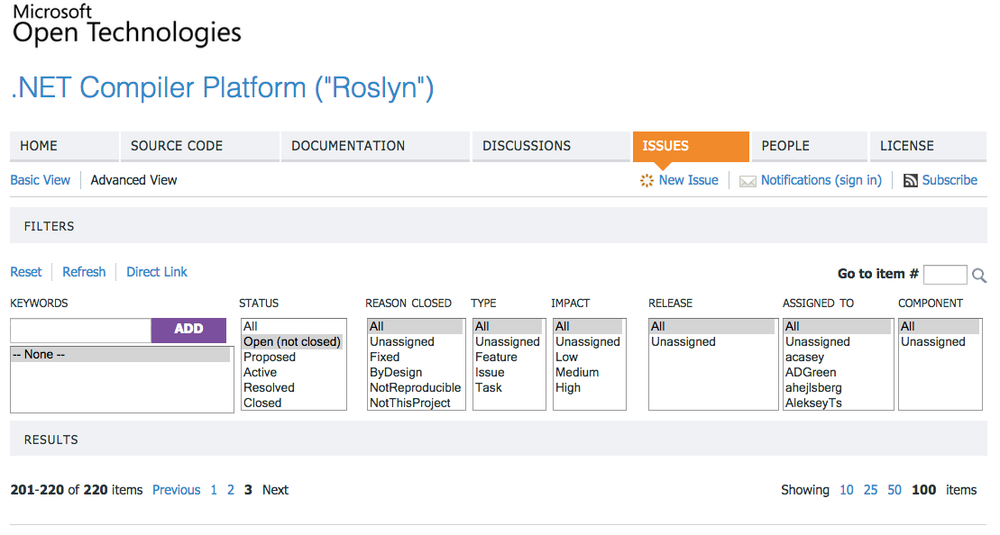 Microsoft
Open Technologies
.NET Compiler Platform ("Roslyn")
HOME SOURCE CODE DOCUMENTATION DISCUSSIONS ISSUES PEOPLE LICENSE
Basic View Advanced View New Issue Notifications (sign in) Subscribe
FILTERS
Reset Refresh Direct Link Go to item #
KEYWORDS STATUS REASON CLOSED TYPE IMPACT RELEASE ASSIGNED TO COMPONENT
ADD All All All All All All All
Open (not closed) Unassigned Unassigned Unassigned Unassigned Unassigned Unassigned
-- None -- Proposed Fixed Feature Low acasey
Active ByDesign Issue Medium ADGreen
Resolved NotReproducible Task High ahejlsberg
Closed NotThisProject AlekseyTs
RESULTS
201-220 of 220 items Previous 1 2 3 Next Showing 10 25 50 100 items